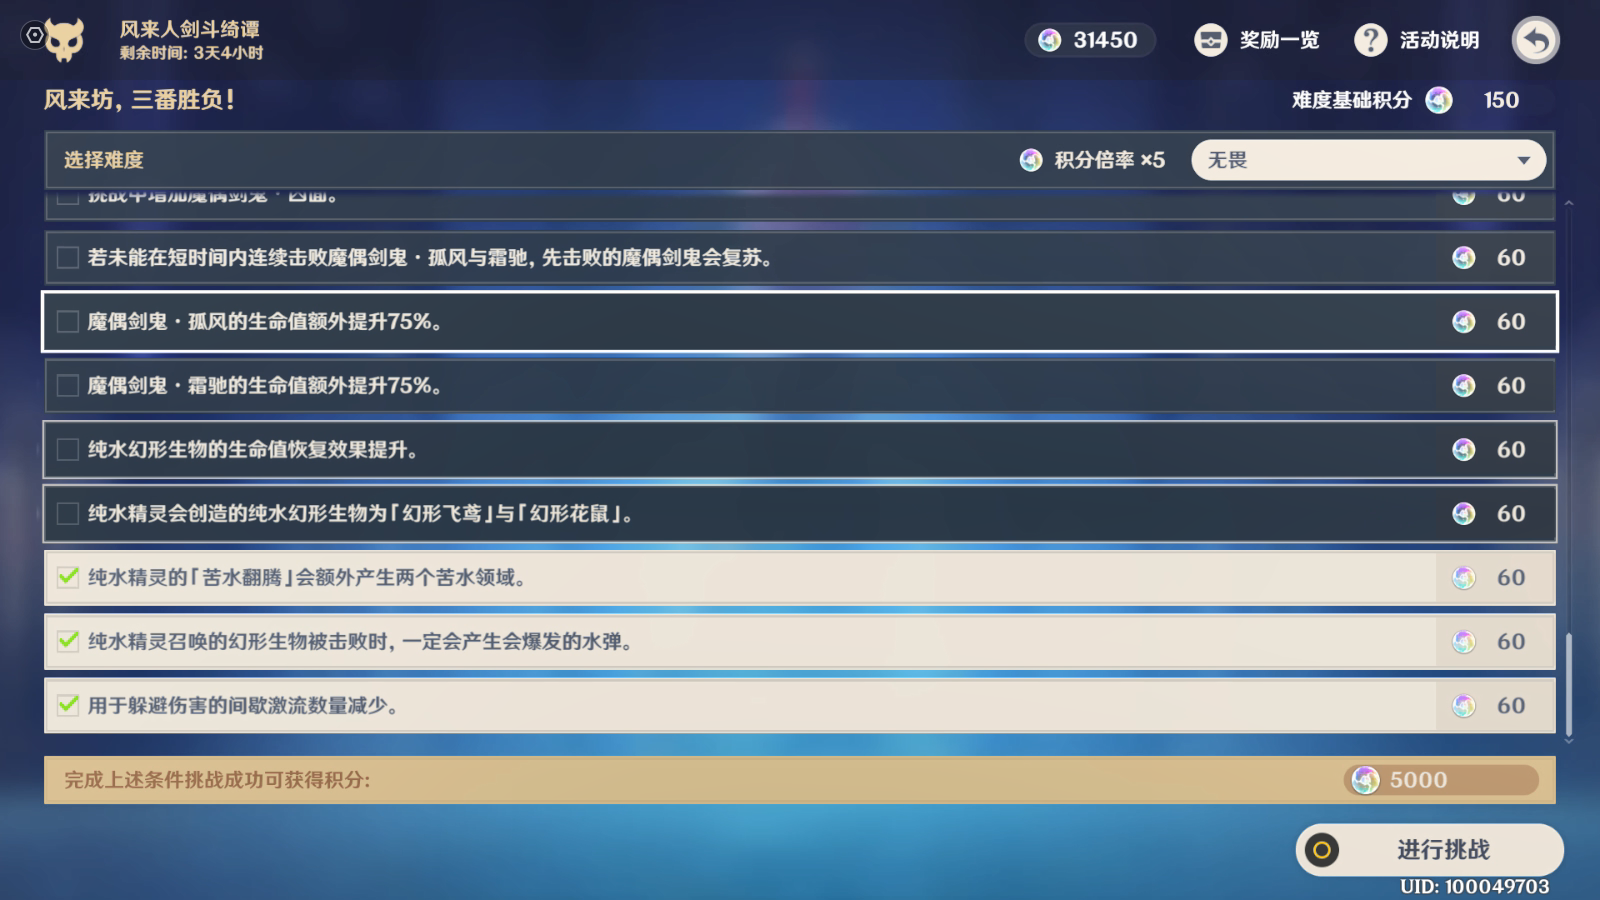 风来人剑斗绮谭
剩余时间: 3天4小时
31450
奖励一览
活动说明
风来坊, 三番胜负!
难度基础积分 150
选择难度
积分倍率 ×5
无畏
挑战中增加魔偶剑鬼·凶面。 60
若未能在短时间内连续击败魔偶剑鬼·孤风与霜驰, 先击败的魔偶剑鬼会复苏。 60
魔偶剑鬼·孤风的生命值额外提升75%。 60
魔偶剑鬼·霜驰的生命值额外提升75%。 60
纯水幻形生物的生命值恢复效果提升。 60
纯水精灵会创造的纯水幻形生物为「幻形飞鸢」与「幻形花鼠」。 60
纯水精灵的「苦水翻腾」会额外产生两个苦水领域。 60
纯水精灵召唤的幻形生物被击败时, 一定会产生会爆发的水弹。 60
用于躲避伤害的间歇激流数量减少。 60
完成上述条件挑战成功可获得积分: 5000
进行挑战
UID: 100049703